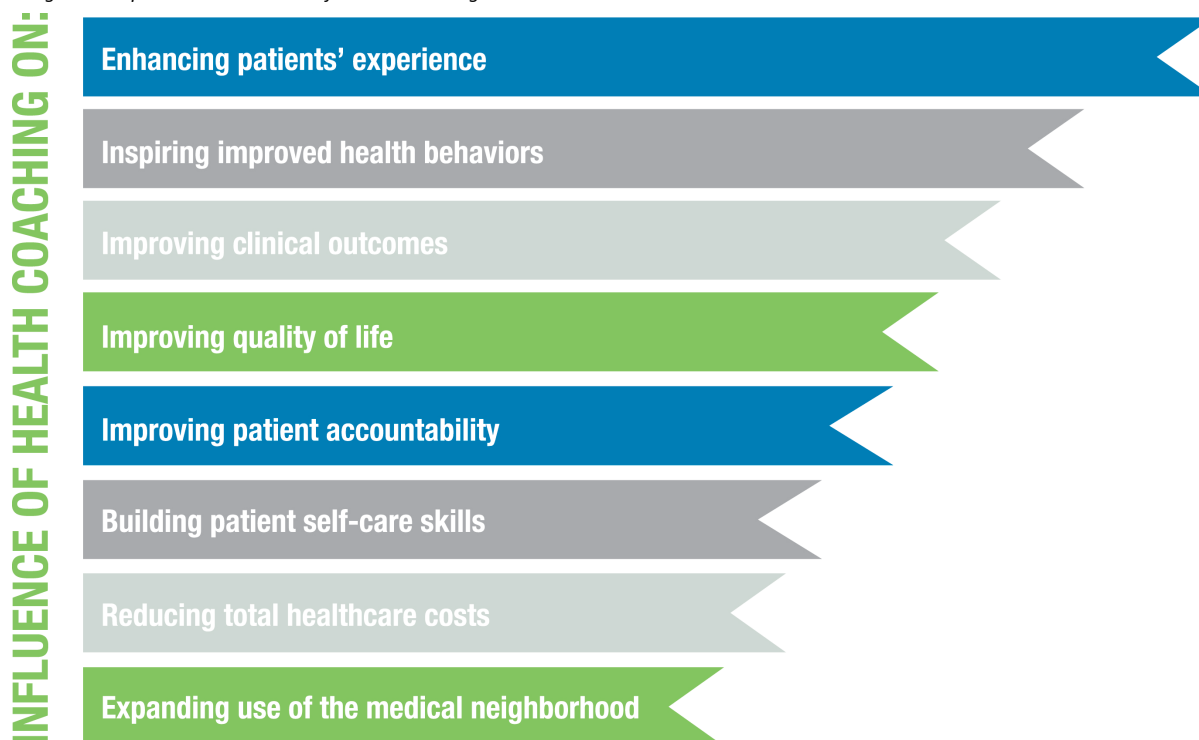 INFLUENCE OF HEALTH COACHING ON:
Enhancing patients’ experience
Inspiring improved health behaviors
Improving clinical outcomes
Improving quality of life
Improving patient accountability
Building patient self-care skills
Reducing total healthcare costs
Expanding use of the medical neighborhood